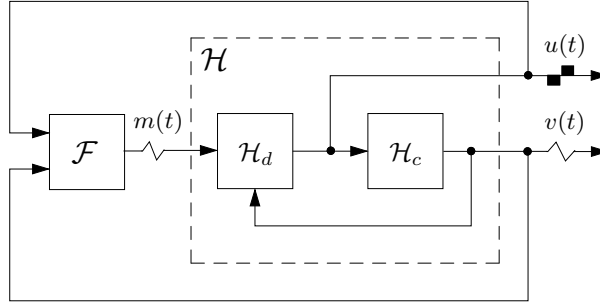 ℋ
u(t)
m(t)
v(t)
ℱ
ℋ_d
ℋ_c